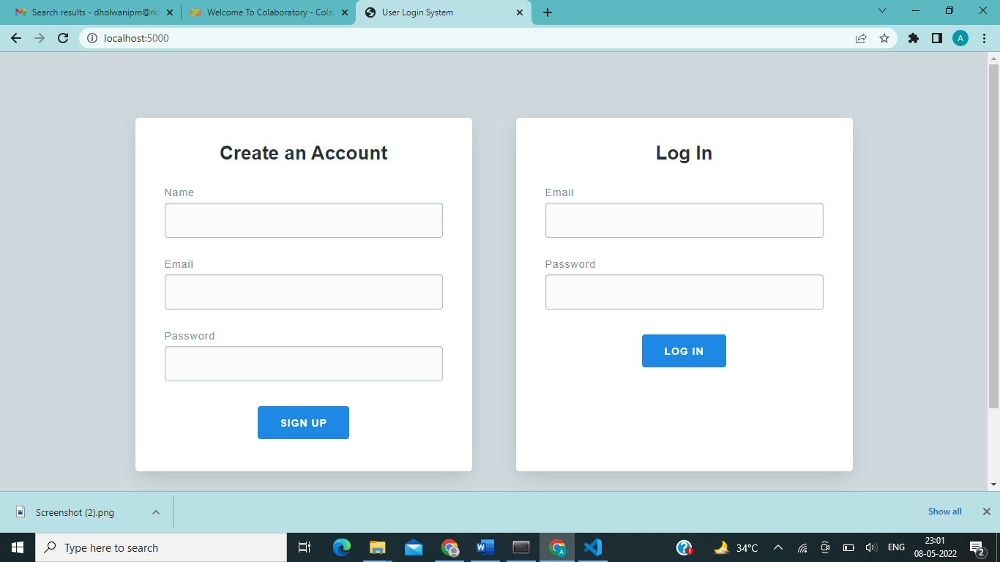 Search results - dholwanipm@rk
Welcome To Colaboratory - Cola
User Login System
localhost:5000
A
Create an Account
Log In
Name
Email
Email
Password
Password
LOG IN
SIGN UP
Screenshot (2).png
Show all
Type here to search
34°C
ENG
23:01
08-05-2022
2